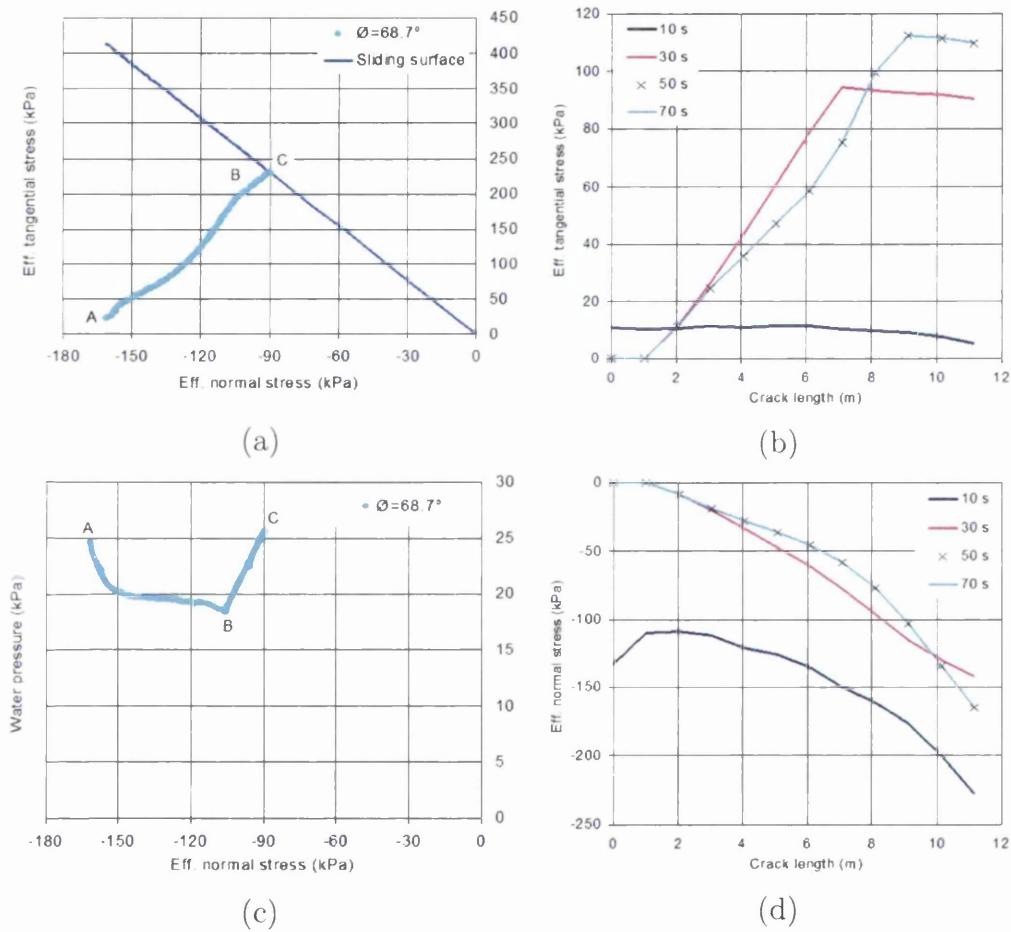 Ø=68.7°
Sliding surface
450
400
350
300
250
200
150
100
50
0
Eff. tangential stress (kPa)
A
B
C
-180 -150 -120 -90 -60 -30 0
Eff. normal stress (kPa)
(a)
120
100
80
60
40
20
0
Eff. tangential stress (kPa)
10 s
30 s
50 s
70 s
0 2 4 6 8 10 12
Crack length (m)
(b)
30
25
20
15
10
5
0
Water pressure (kPa)
Ø=68.7°
A
B
C
-180 -150 -120 -90 -60 -30 0
Eff. normal stress (kPa)
(c)
0
-50
-100
-150
-200
-250
Eff. normal stress (kPa)
10 s
30 s
50 s
70 s
0 2 4 6 8 10 12
Crack length (m)
(d)